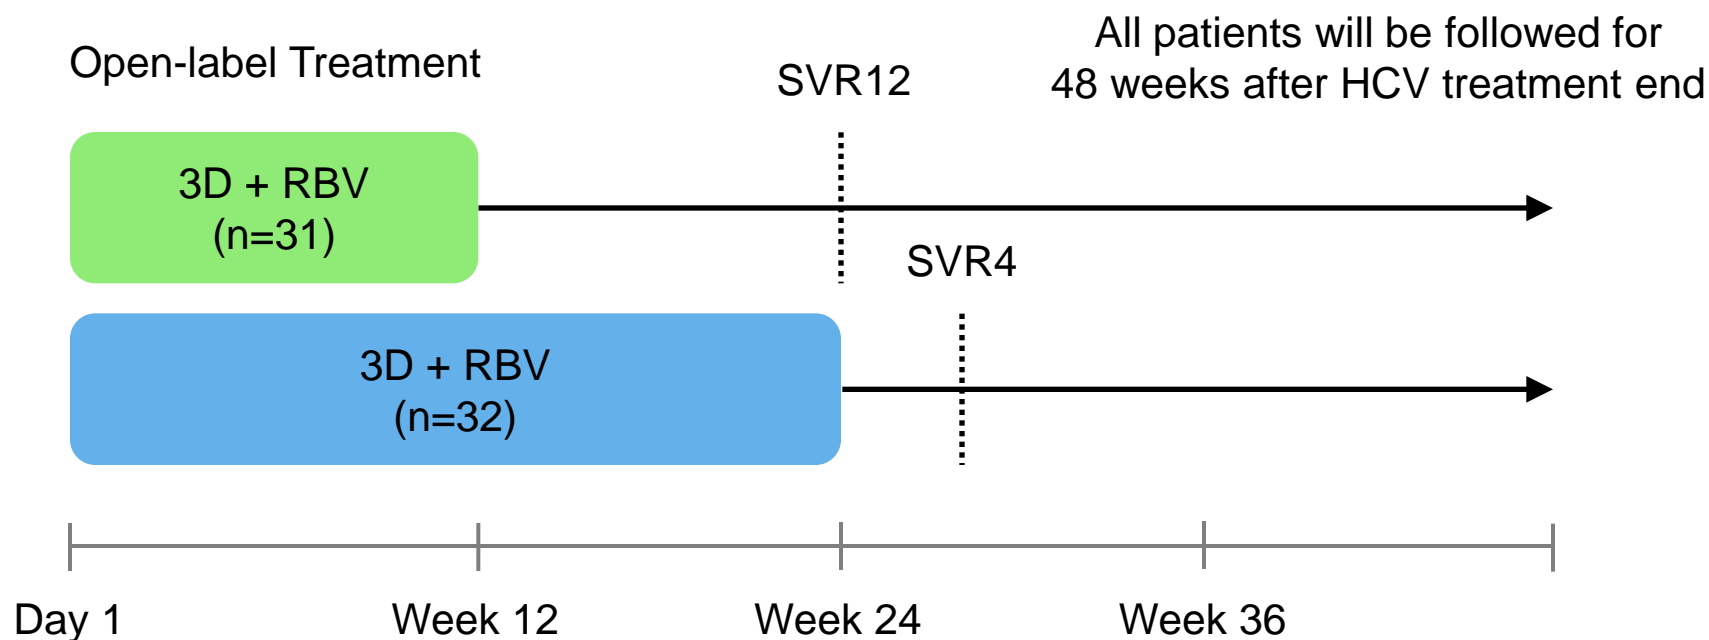 Open-label Treatment
SVR12
All patients will be followed for
48 weeks after HCV treatment end
3D + RBV
(n=31)
SVR4
3D + RBV
(n=32)
Day 1
Week 12
Week 24
Week 36